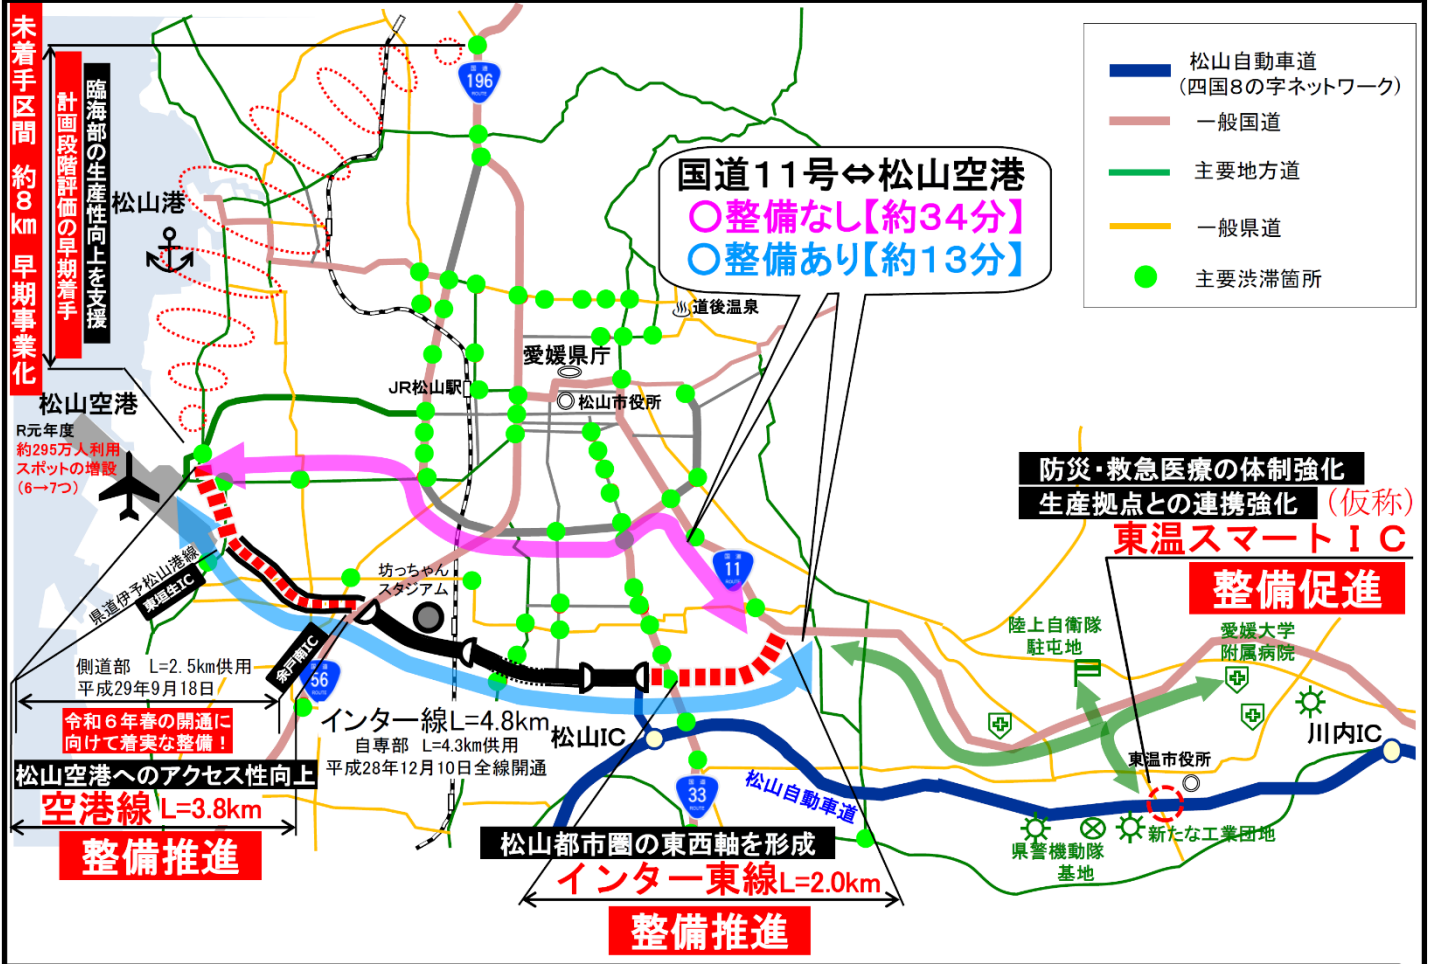 未着手区間 約8km 早期事業化
計画段階評価の早期着手
臨海部の生産性向上を支援
国道
196
ROUTE
松山自動車道
(四国8の字ネットワーク)
一般国道
主要地方道
一般県道
主要渋滞箇所
国道11号⇔松山空港
○整備なし【約34分】
○整備あり【約13分】
松山港
道後温泉
愛媛県庁
JR松山駅
松山市役所
松山空港
R元年度
約295万人利用
スポットの増設
(6→7つ)
防災・救急医療の体制強化
生産拠点との連携強化
(仮称)
東温スマートIC
整備促進
国道
11
ROUTE
坊っちゃん
スタジアム
県道伊予松山港線
東垣生IC
余戸南IC
陸上自衛隊
駐屯地
愛媛大学
附属病院
側道部 L=2.5km供用
平成29年9月18日
国道
56
ROUTE
令和6年春の開通に
向けて着実な整備!
インター線L=4.8km
自専部 L=4.3km供用
平成28年12月10日全線開通
松山IC
川内IC
東温市役所
松山空港へのアクセス性向上
空港線 L=3.8km
整備推進
国道
33
ROUTE
松山自動車道
松山都市圏の東西軸を形成
インター東線L=2.0km
整備推進
県警機動隊
基地
新たな工業団地